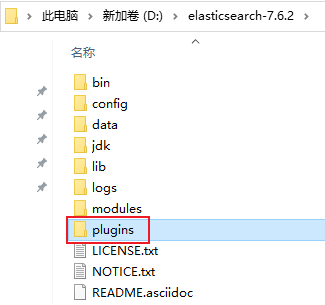 此电脑 › 新加卷 (D:) › elasticsearch-7.6.2 ›
名称
bin
config
data
jdk
lib
logs
modules
plugins
LICENSE.txt
NOTICE.txt
README.asciidoc